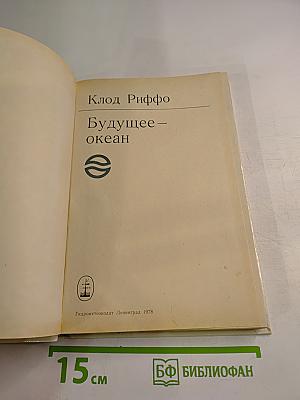 Клод Риффо
Будущее —
океан
Гидрометеоиздат Ленинград 1978
15 см
БФ БИБЛИОФАН